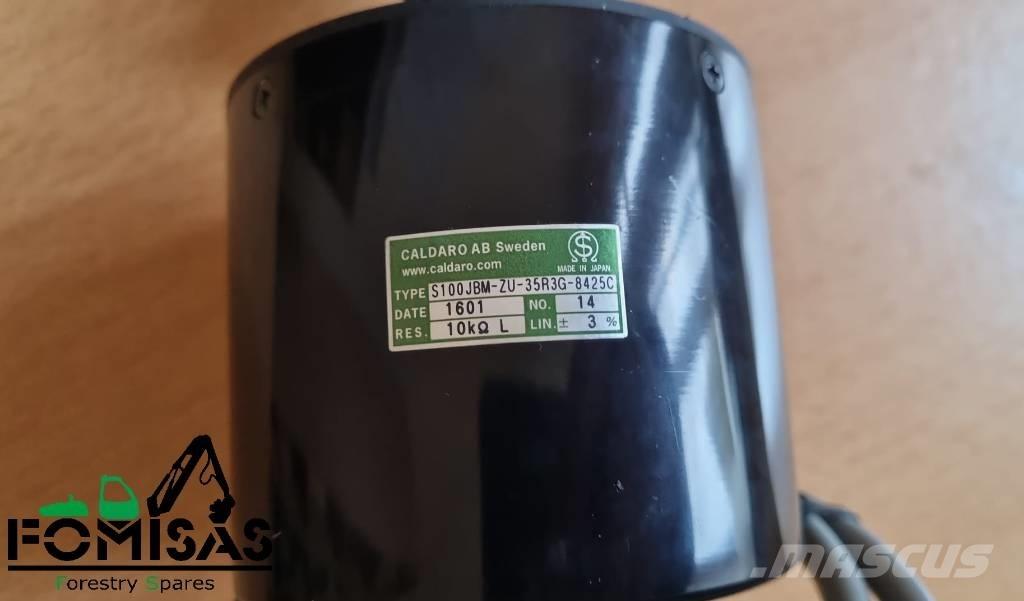 CALDARO AB Sweden
www.caldaro.com
MADE IN JAPAN
TYPE S100JBM-ZU-35R3G-8425C
DATE 1601 NO. 14
RES. 10kΩ L LIN. ± 3 %
FOMISAS
Forestry Spares
MASCUS